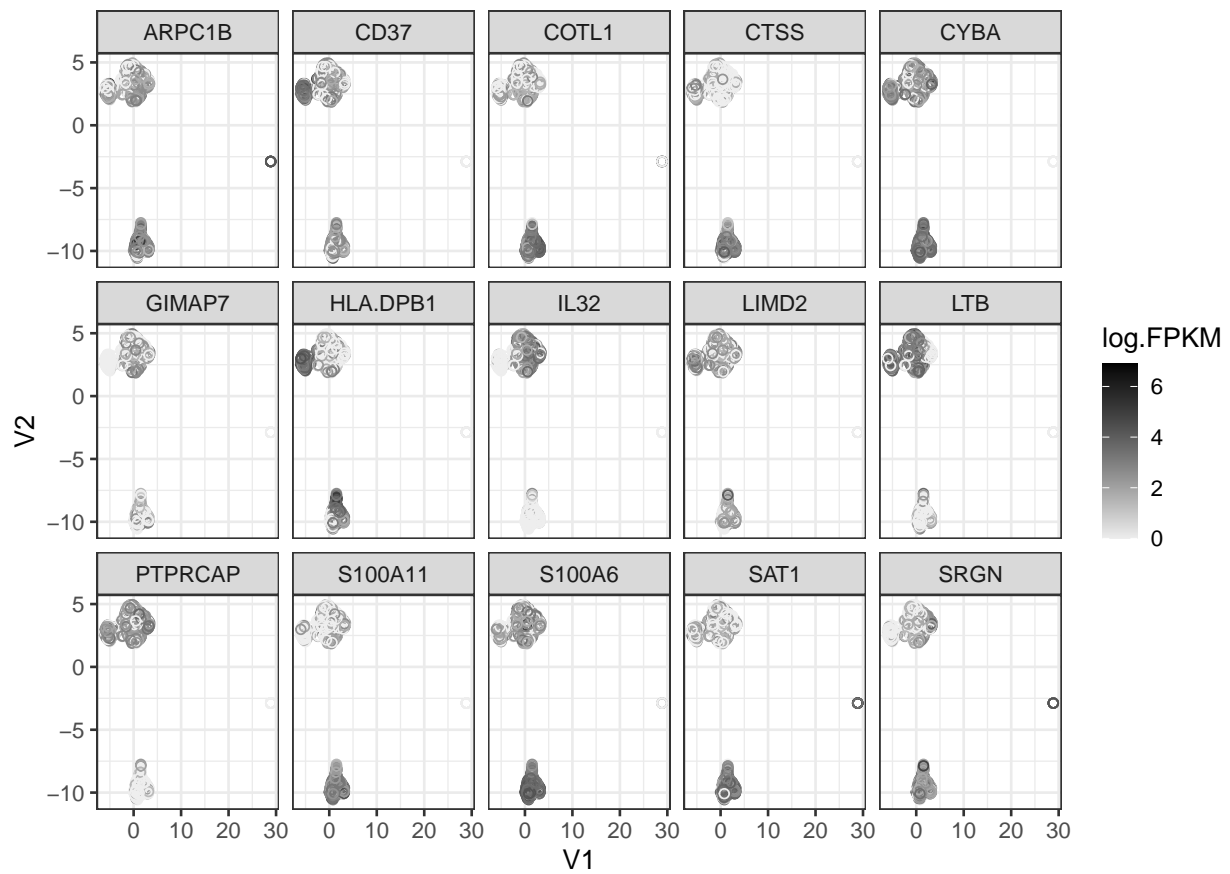 ARPC1B CD37 COTL1 CTSS CYBA
5
0
−5
−10
GIMAP7 HLA.DPB1 IL32 LIMD2 LTB
5
0
−5
−10
PTPRCAP S100A11 S100A6 SAT1 SRGN
5
0
−5
−10
0 10 20 30 0 10 20 30 0 10 20 30 0 10 20 30 0 10 20 30
V1
V2
log.FPKM
6
4
2
0